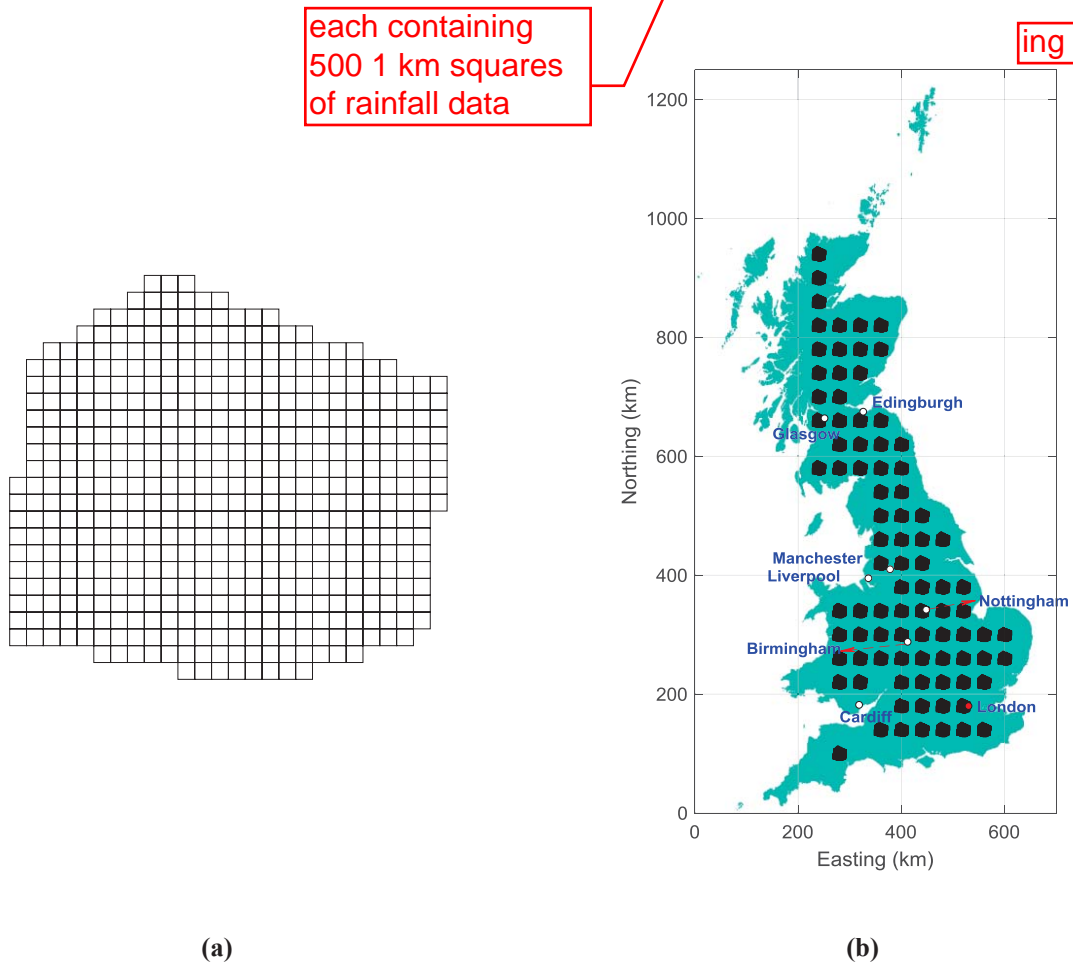 each containing
500 1 km squares
of rainfall data
ing
1200
1000
800
600
400
200
0
Northing (km)
0 200 400 600
Easting (km)
Edingburgh
Glasgow
Manchester
Liverpool
Nottingham
Birmingham
Cardiff
London
(a)
(b)